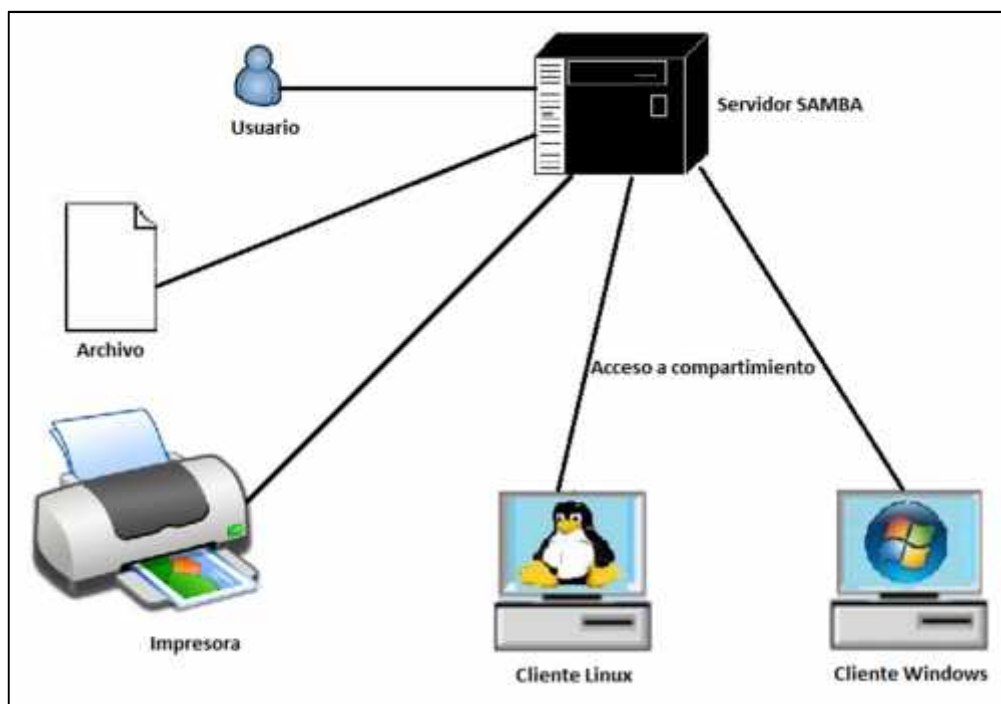 Usuario
Servidor SAMBA
Archivo
Acceso a compartimiento
Impresora
Cliente Linux
Cliente Windows